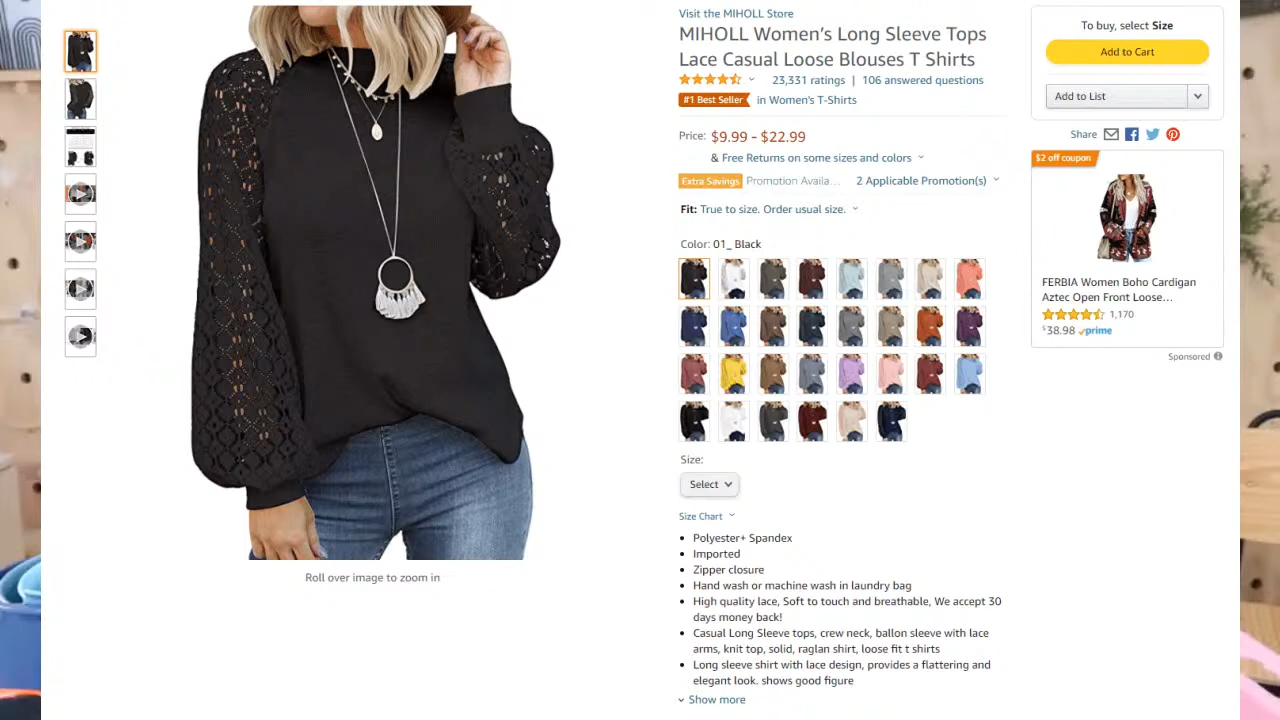 Visit the MIHOLL Store
MIHOLL Women's Long Sleeve Tops
Lace Casual Loose Blouses T Shirts
23,331 ratings | 106 answered questions
#1 Best Seller in Women's T-Shirts
Price: $9.99 - $22.99
& Free Returns on some sizes and colors
Extra Savings Promotion Availa… 2 Applicable Promotion(s)
Fit: True to size. Order usual size.
Color: 01_ Black
Size:
Select
Size Chart
Polyester+ Spandex
Imported
Zipper closure
Hand wash or machine wash in laundry bag
High quality lace, Soft to touch and breathable, We accept 30
days money back!
Casual Long Sleeve tops, crew neck, ballon sleeve with lace
arms, knit top, solid, raglan shirt, loose fit t shirts
Long sleeve shirt with lace design, provides a flattering and
elegant look. shows good figure
Show more
Roll over image to zoom in
To buy, select Size
Add to Cart
Add to List
Share
$2 off coupon
FERBIA Women Boho Cardigan
Aztec Open Front Loose…
1,170
$38.98 prime
Sponsored